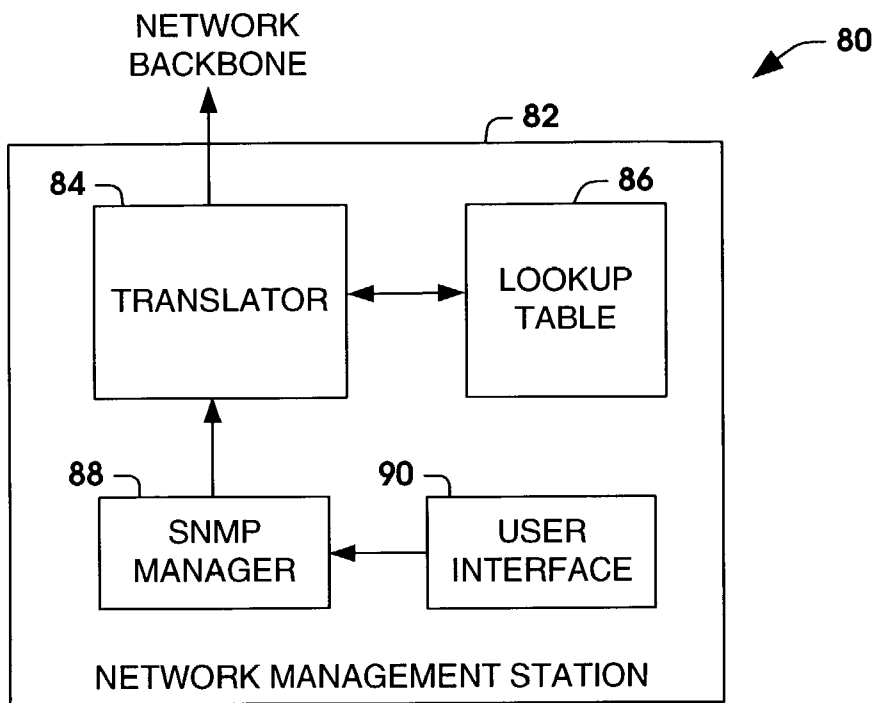 NETWORK
BACKBONE
80
82
84
86
TRANSLATOR
LOOKUP
TABLE
88
90
SNMP
MANAGER
USER
INTERFACE
NETWORK MANAGEMENT STATION